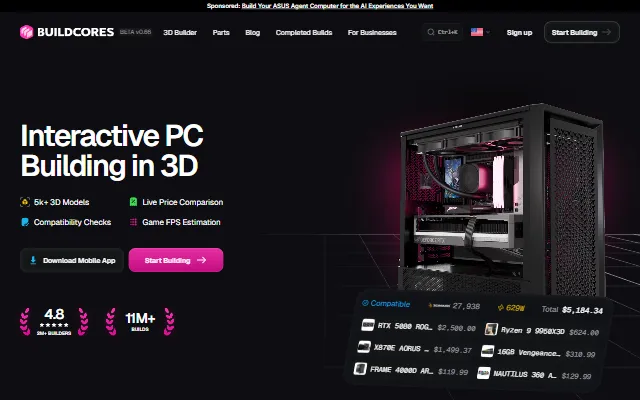 Sponsored: Build Your ASUS Agent Computer for the AI Experiences You Want
BUILDCORES BETA v0.66 3D Builder Parts Blog Completed Builds For Businesses Ctrl+K Sign up Start Building
Interactive PC
Building in 3D
5k+ 3D Models Live Price Comparison
Compatibility Checks Game FPS Estimation
Download Mobile App Start Building
4.8 11M+
2M+ BUILDERS BUILDS
Compatible 27,938 629W Total $5,184.34
RTX 5080 ROG… $2,500.00 Ryzen 9 9950X3D $624.00
X870E AORUS … $1,499.37 16GB Vengeance… $310.99
FRAME 4000D AR… $119.99 NAUTILUS 360 A… $129.99